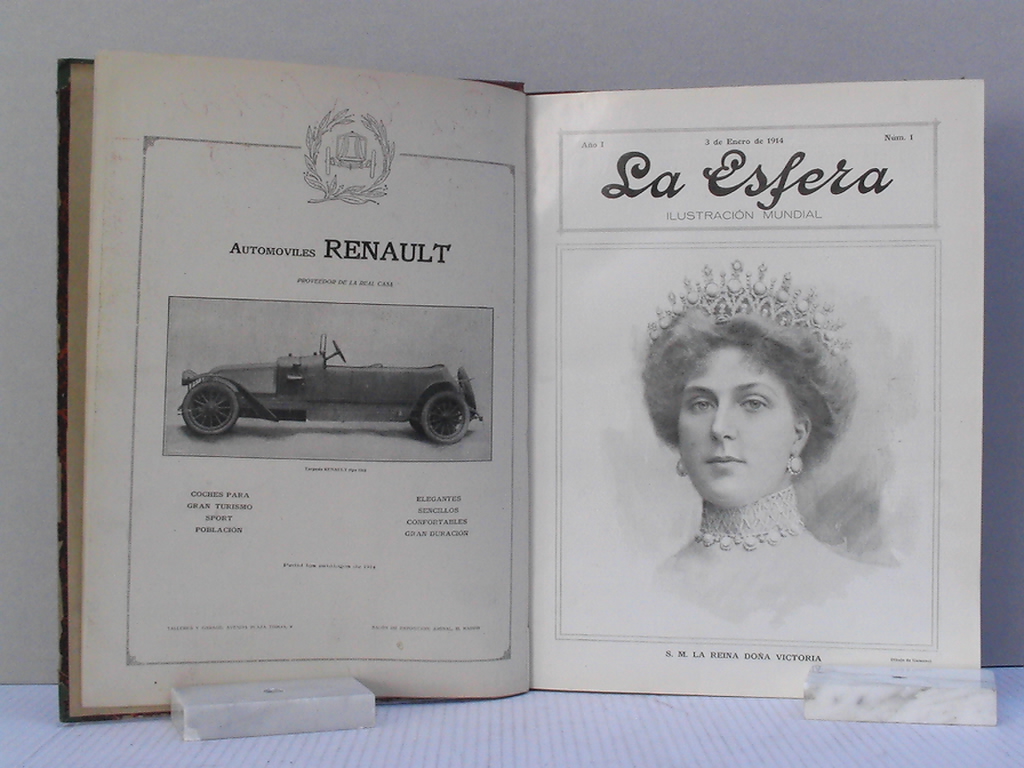 AUTOMOVILES RENAULT
PROVEEDOR DE LA REAL CASA
COCHES PARA
GRAN TURISMO
SPORT
POBLACIÓN
ELEGANTES
SENCILLOS
CONFORTABLES
GRAN DURACIÓN
Año I
3 de Enero de 1914
Núm. 1
La Esfera
ILUSTRACIÓN MUNDIAL
S. M. LA REINA DOÑA VICTORIA